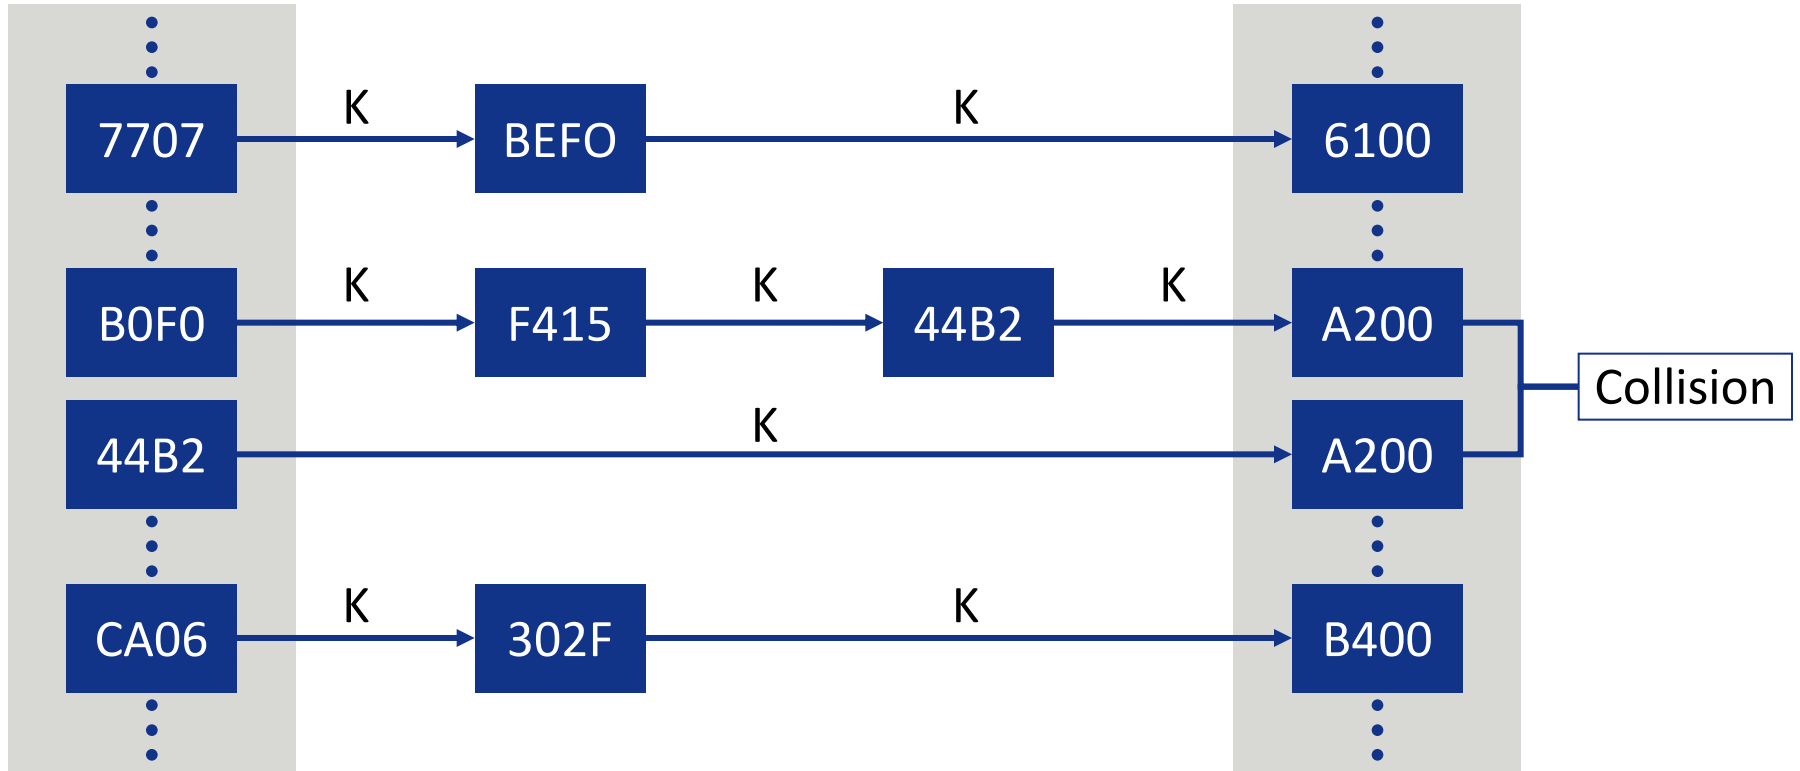 K K
7707 BEFO 6100
K K K
B0F0 F415 44B2 A200
Collision
K
44B2 A200
K K
CA06 302F B400